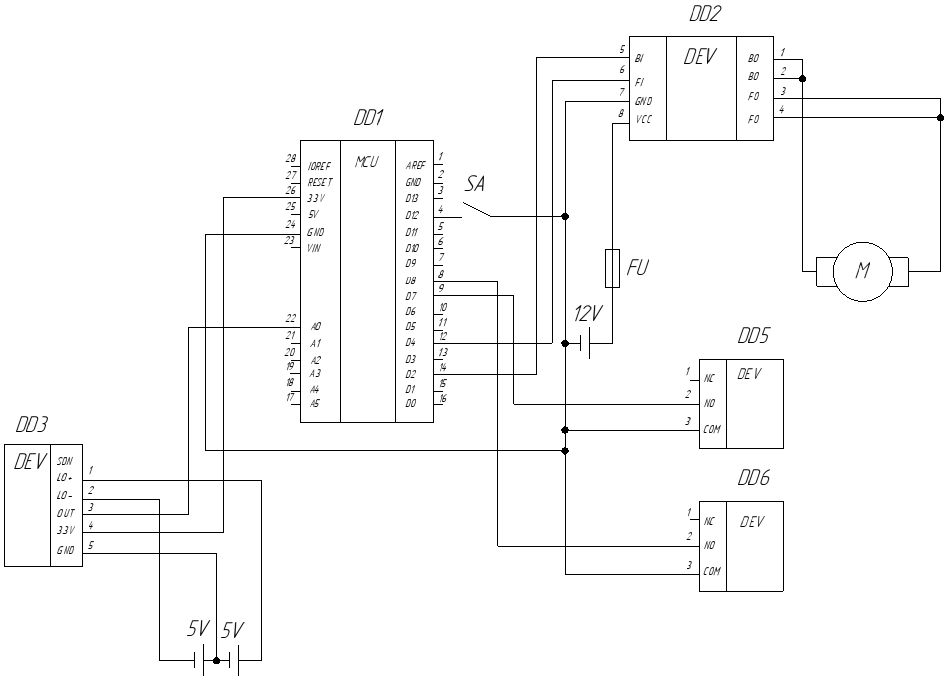 DD2
5 BI DEV BO 1
6 FI BO 2
7 GND FO 3
8 VCC FO 4
DD1
28 IOREF MCU AREF 1
27 RESET GND 2
26 3.3V D13 3
25 5V D12 4
24 GND D11 5
23 VIN D10 6
D9 7
D8 8
D7 9
D6 10
22 A0 D5 11
21 A1 D4 12
20 A2 D3 13
19 A3 D2 14
18 A4 D1 15
17 A5 D0 16
SA
FU
12V
M
DD5
1 NC DEV
2 NO
3 COM
DD3
DEV SDN
LO+ 1
LO- 2
OUT 3
3.3V 4
GND 5
DD6
1 NC DEV
2 NO
3 COM
5V 5V